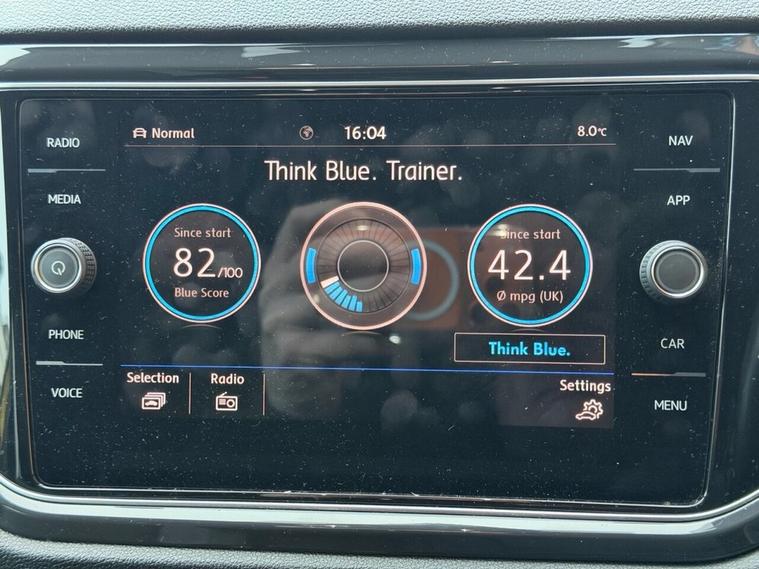 RADIO
MEDIA
PHONE
VOICE
Normal
16:04
8.0°C
Think Blue. Trainer.
Since start
82/100
Blue Score
Since start
42.4
Ø mpg (UK)
Think Blue.
Selection
Radio
Settings
NAV
APP
CAR
MENU